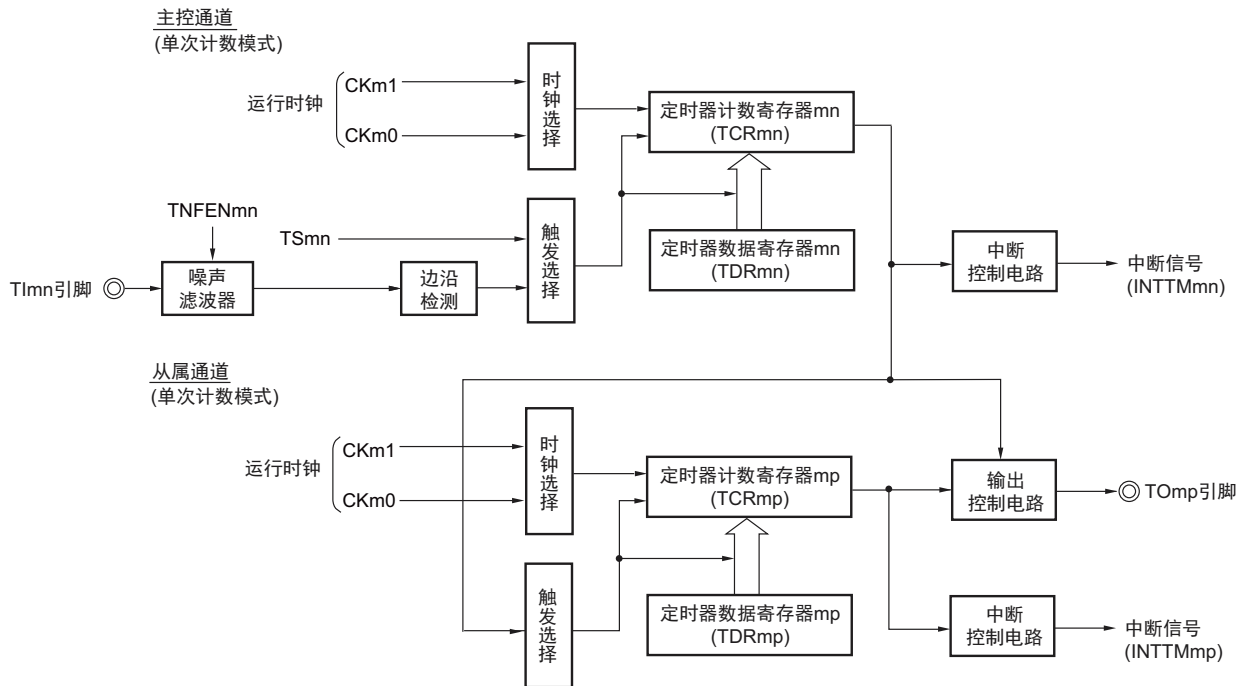 主控通道
(单次计数模式)
运行时钟
CKm1
CKm0
时钟选择
定时器计数寄存器mn
(TCRmn)
TNFENmn
TSmn
触发选择
定时器数据寄存器mn
(TDRmn)
TImn引脚
噪声
滤波器
边沿
检测
中断
控制电路
中断信号
(INTTMmn)
从属通道
(单次计数模式)
运行时钟
CKm1
CKm0
时钟选择
定时器计数寄存器mp
(TCRmp)
输出
控制电路
TOmp引脚
触发选择
定时器数据寄存器mp
(TDRmp)
中断
控制电路
中断信号
(INTTMmp)